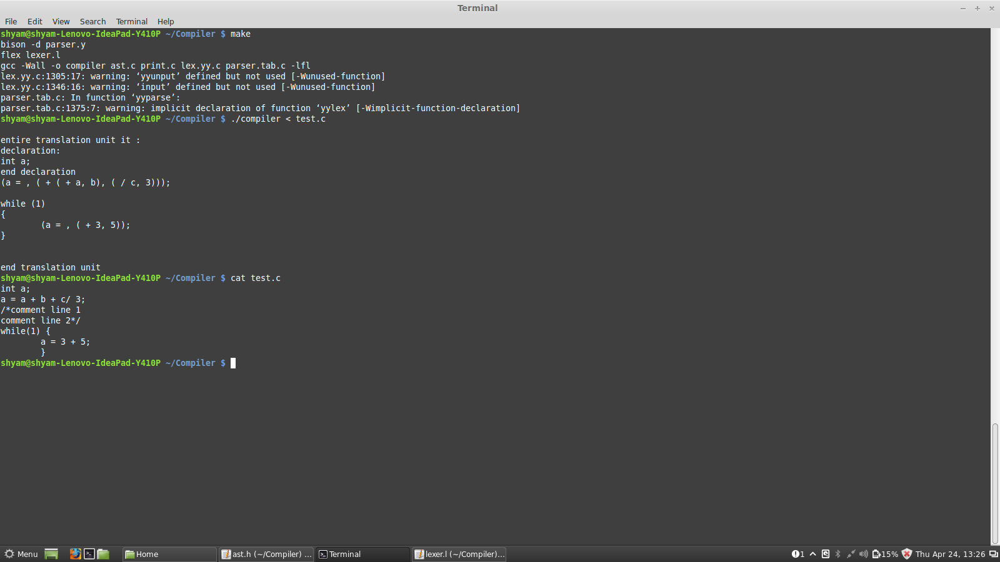 Terminal
File Edit View Search Terminal Help
shyam@shyam-Lenovo-IdeaPad-Y410P ~/Compiler $ make
bison -d parser.y
flex lexer.l
gcc -Wall -o compiler ast.c print.c lex.yy.c parser.tab.c -lfl
lex.yy.c:1305:17: warning: ‘yyunput’ defined but not used [-Wunused-function]
lex.yy.c:1346:16: warning: ‘input’ defined but not used [-Wunused-function]
parser.tab.c: In function ‘yyparse’:
parser.tab.c:1375:7: warning: implicit declaration of function ‘yylex’ [-Wimplicit-function-declaration]
shyam@shyam-Lenovo-IdeaPad-Y410P ~/Compiler $ ./compiler < test.c
entire translation unit it :
declaration:
int a;
end declaration
(a = , ( + ( + a, b), ( / c, 3)));
while (1)
{
(a = , ( + 3, 5));
}
end translation unit
shyam@shyam-Lenovo-IdeaPad-Y410P ~/Compiler $ cat test.c
int a;
a = a + b + c/ 3;
/*comment line 1
comment line 2*/
while(1) {
a = 3 + 5;
}
shyam@shyam-Lenovo-IdeaPad-Y410P ~/Compiler $
Menu Home ast.h (~/Compiler) ... Terminal lexer.l (~/Compiler)... 1 15% Thu Apr 24, 13:26